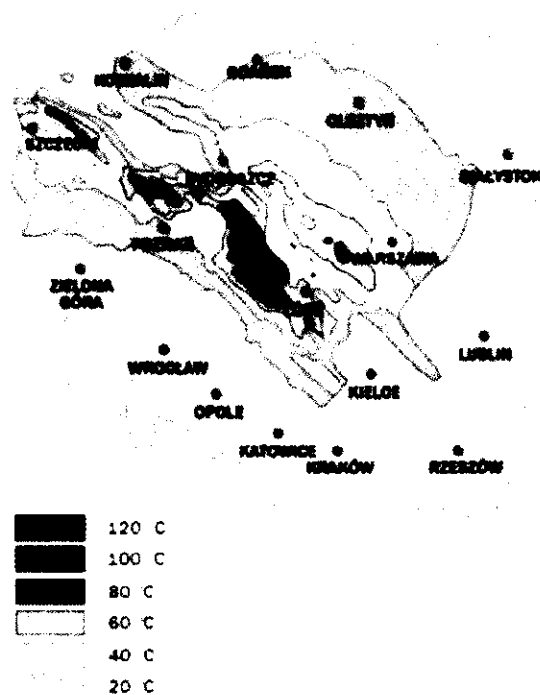 KOSZALIN
GDAŃSK
OLSZTYN
SZCZECIN
BIAŁYSTOK
BYDGOSZCZ
POZNAŃ
WARSZAWA
ZIELONA
GÓRA
WROCŁAW
LUBLIN
KIELCE
OPOLE
KATOWICE
KRAKÓW
RZESZÓW
120 C
100 C
80 C
60 C
40 C
20 C